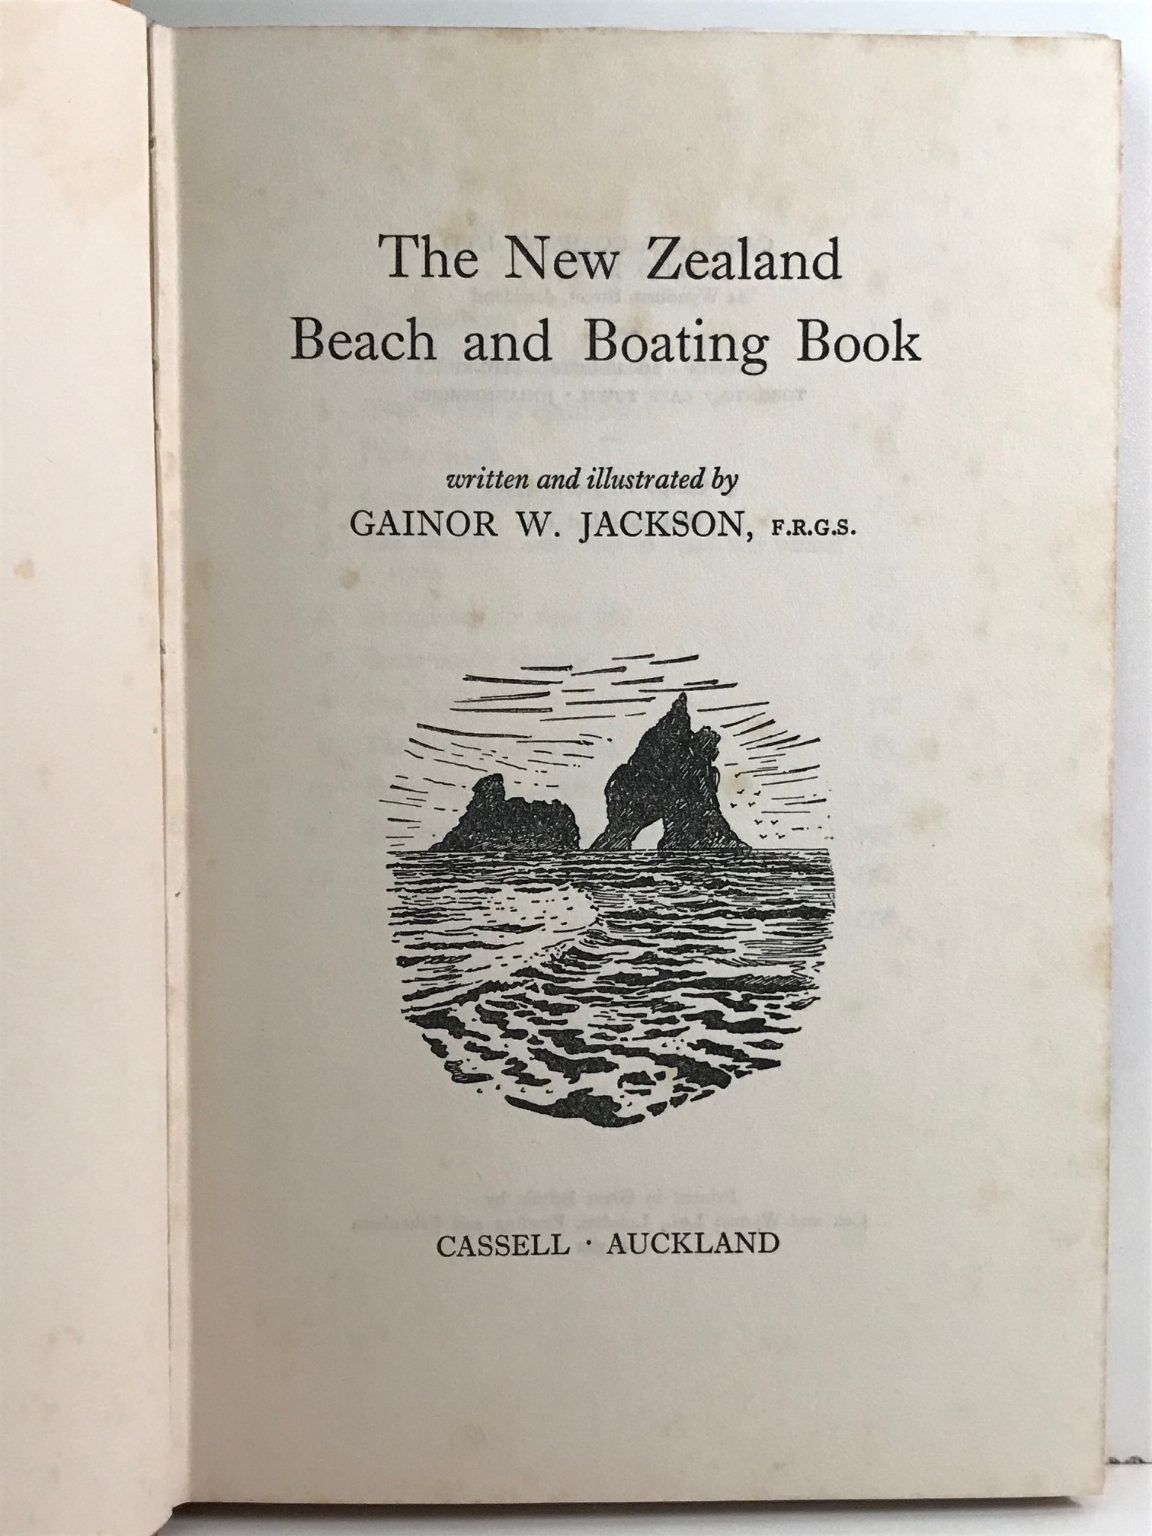 The New Zealand
Beach and Boating Book
written and illustrated by
GAINOR W. JACKSON, F.R.G.S.
CASSELL · AUCKLAND